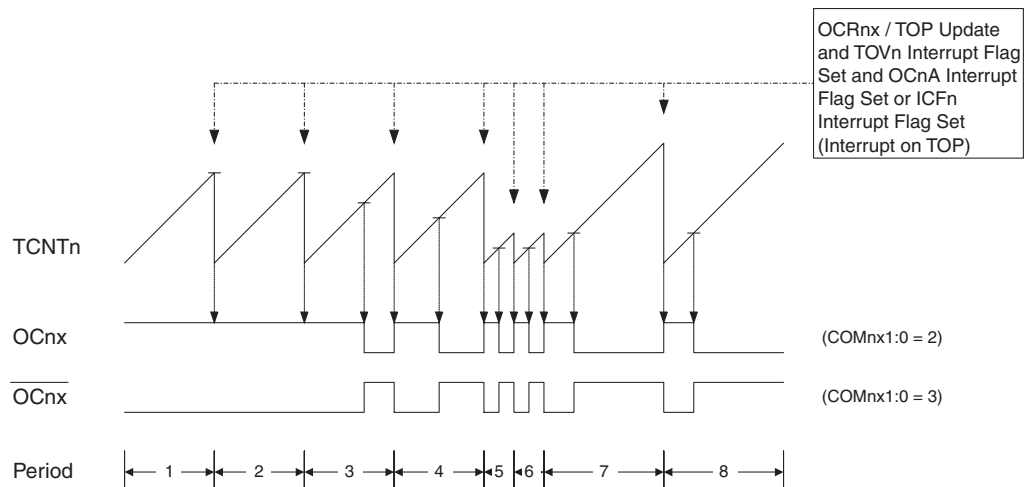 OCRnx / TOP Update
and TOVn Interrupt Flag
Set and OCnA Interrupt
Flag Set or ICFn
Interrupt Flag Set
(Interrupt on TOP)
TCNTn
OCnx
(COMnx1:0 = 2)
OCnx
(COMnx1:0 = 3)
Period
1 2 3 4 5 6 7 8